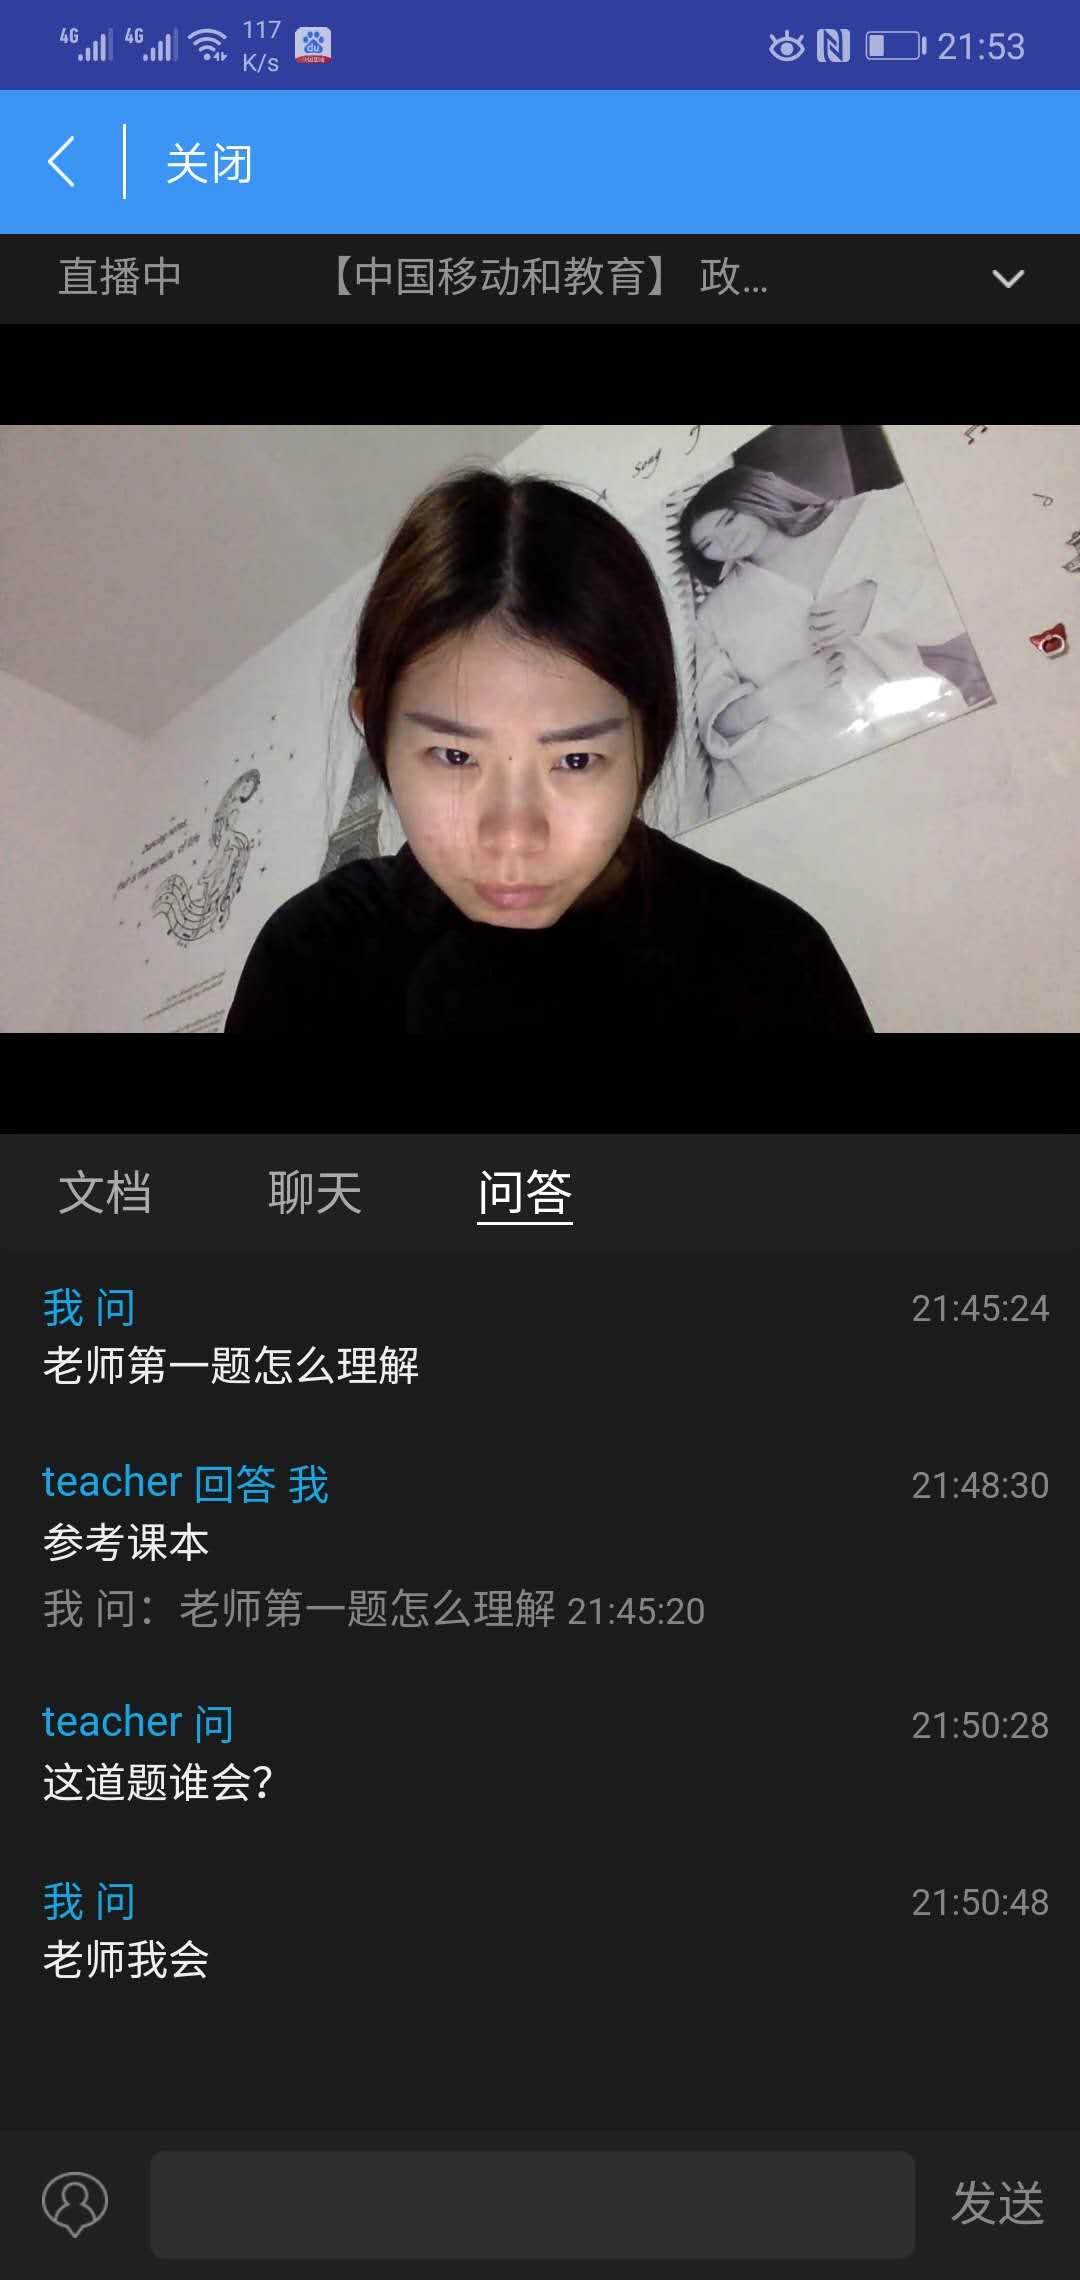 4G 4G 117 K/s du 21:53
关闭
直播中 【中国移动和教育】 政...
song
文档 聊天 问答
我 问 21:45:24
老师第一题怎么理解
teacher 回答 我 21:48:30
参考课本
我 问：老师第一题怎么理解 21:45:20
teacher 问 21:50:28
这道题谁会？
我 问 21:50:48
老师我会
发送